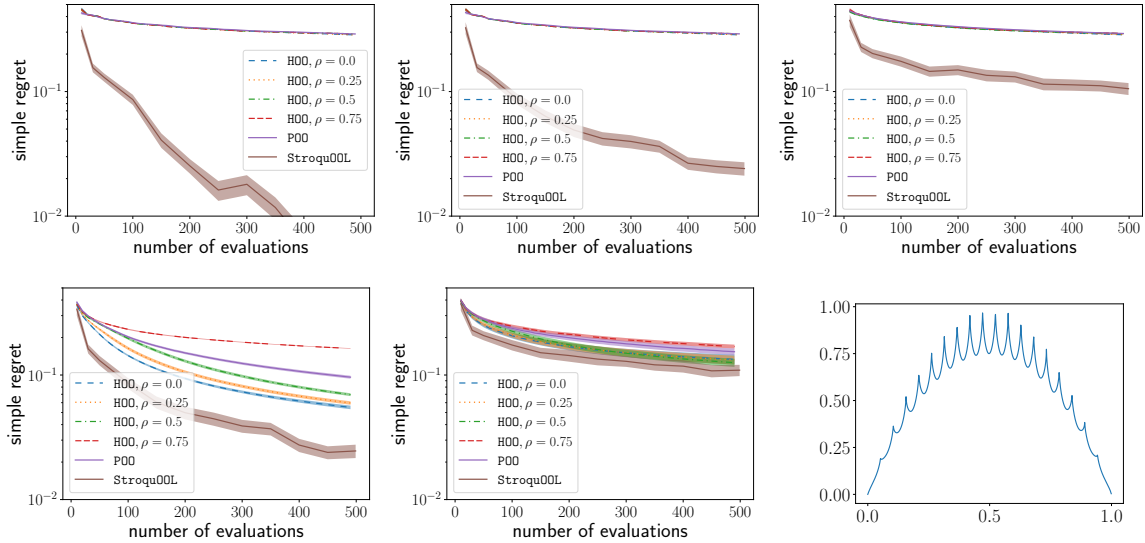 simple regret
10⁻¹
10⁻²
HOO, ρ = 0.0
HOO, ρ = 0.25
HOO, ρ = 0.5
HOO, ρ = 0.75
POO
StroquOOL
0 100 200 300 400 500
number of evaluations
simple regret
10⁻¹
10⁻²
HOO, ρ = 0.0
HOO, ρ = 0.25
HOO, ρ = 0.5
HOO, ρ = 0.75
POO
StroquOOL
0 100 200 300 400 500
number of evaluations
simple regret
10⁻¹
10⁻²
HOO, ρ = 0.0
HOO, ρ = 0.25
HOO, ρ = 0.5
HOO, ρ = 0.75
POO
StroquOOL
0 100 200 300 400 500
number of evaluations
simple regret
10⁻¹
10⁻²
HOO, ρ = 0.0
HOO, ρ = 0.25
HOO, ρ = 0.5
HOO, ρ = 0.75
POO
StroquOOL
0 100 200 300 400 500
number of evaluations
simple regret
10⁻¹
10⁻²
HOO, ρ = 0.0
HOO, ρ = 0.25
HOO, ρ = 0.5
HOO, ρ = 0.75
POO
StroquOOL
0 100 200 300 400 500
number of evaluations
1.00
0.75
0.50
0.25
0.00
0.0 0.5 1.0